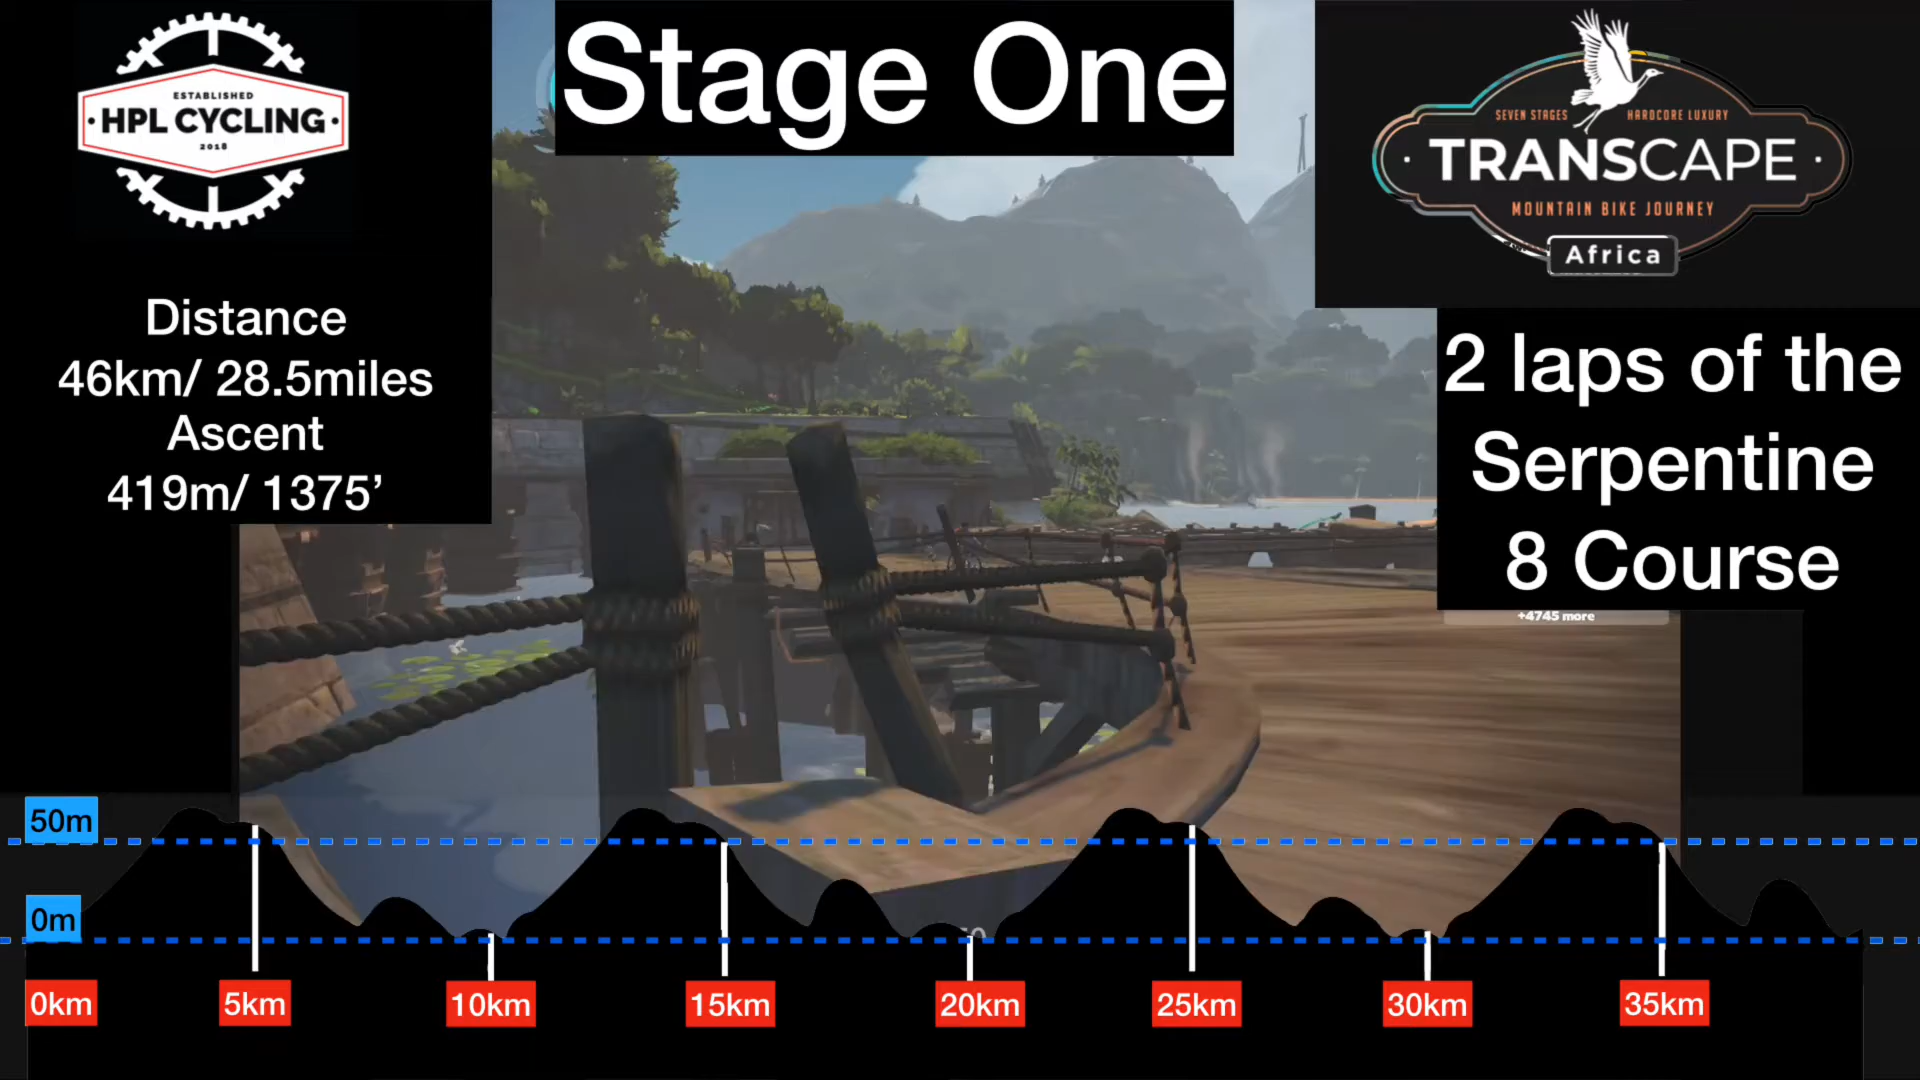 ESTABLISHED
· HPL CYCLING ·
2018
Stage One
SEVEN STAGES HARDCORE LUXURY
· TRANSCAPE ·
MOUNTAIN BIKE JOURNEY
Africa
Distance
46km/ 28.5miles
Ascent
419m/ 1375’
2 laps of the
Serpentine
8 Course
+4745 more
50m
0m
0km
5km
10km
15km
20km
25km
30km
35km